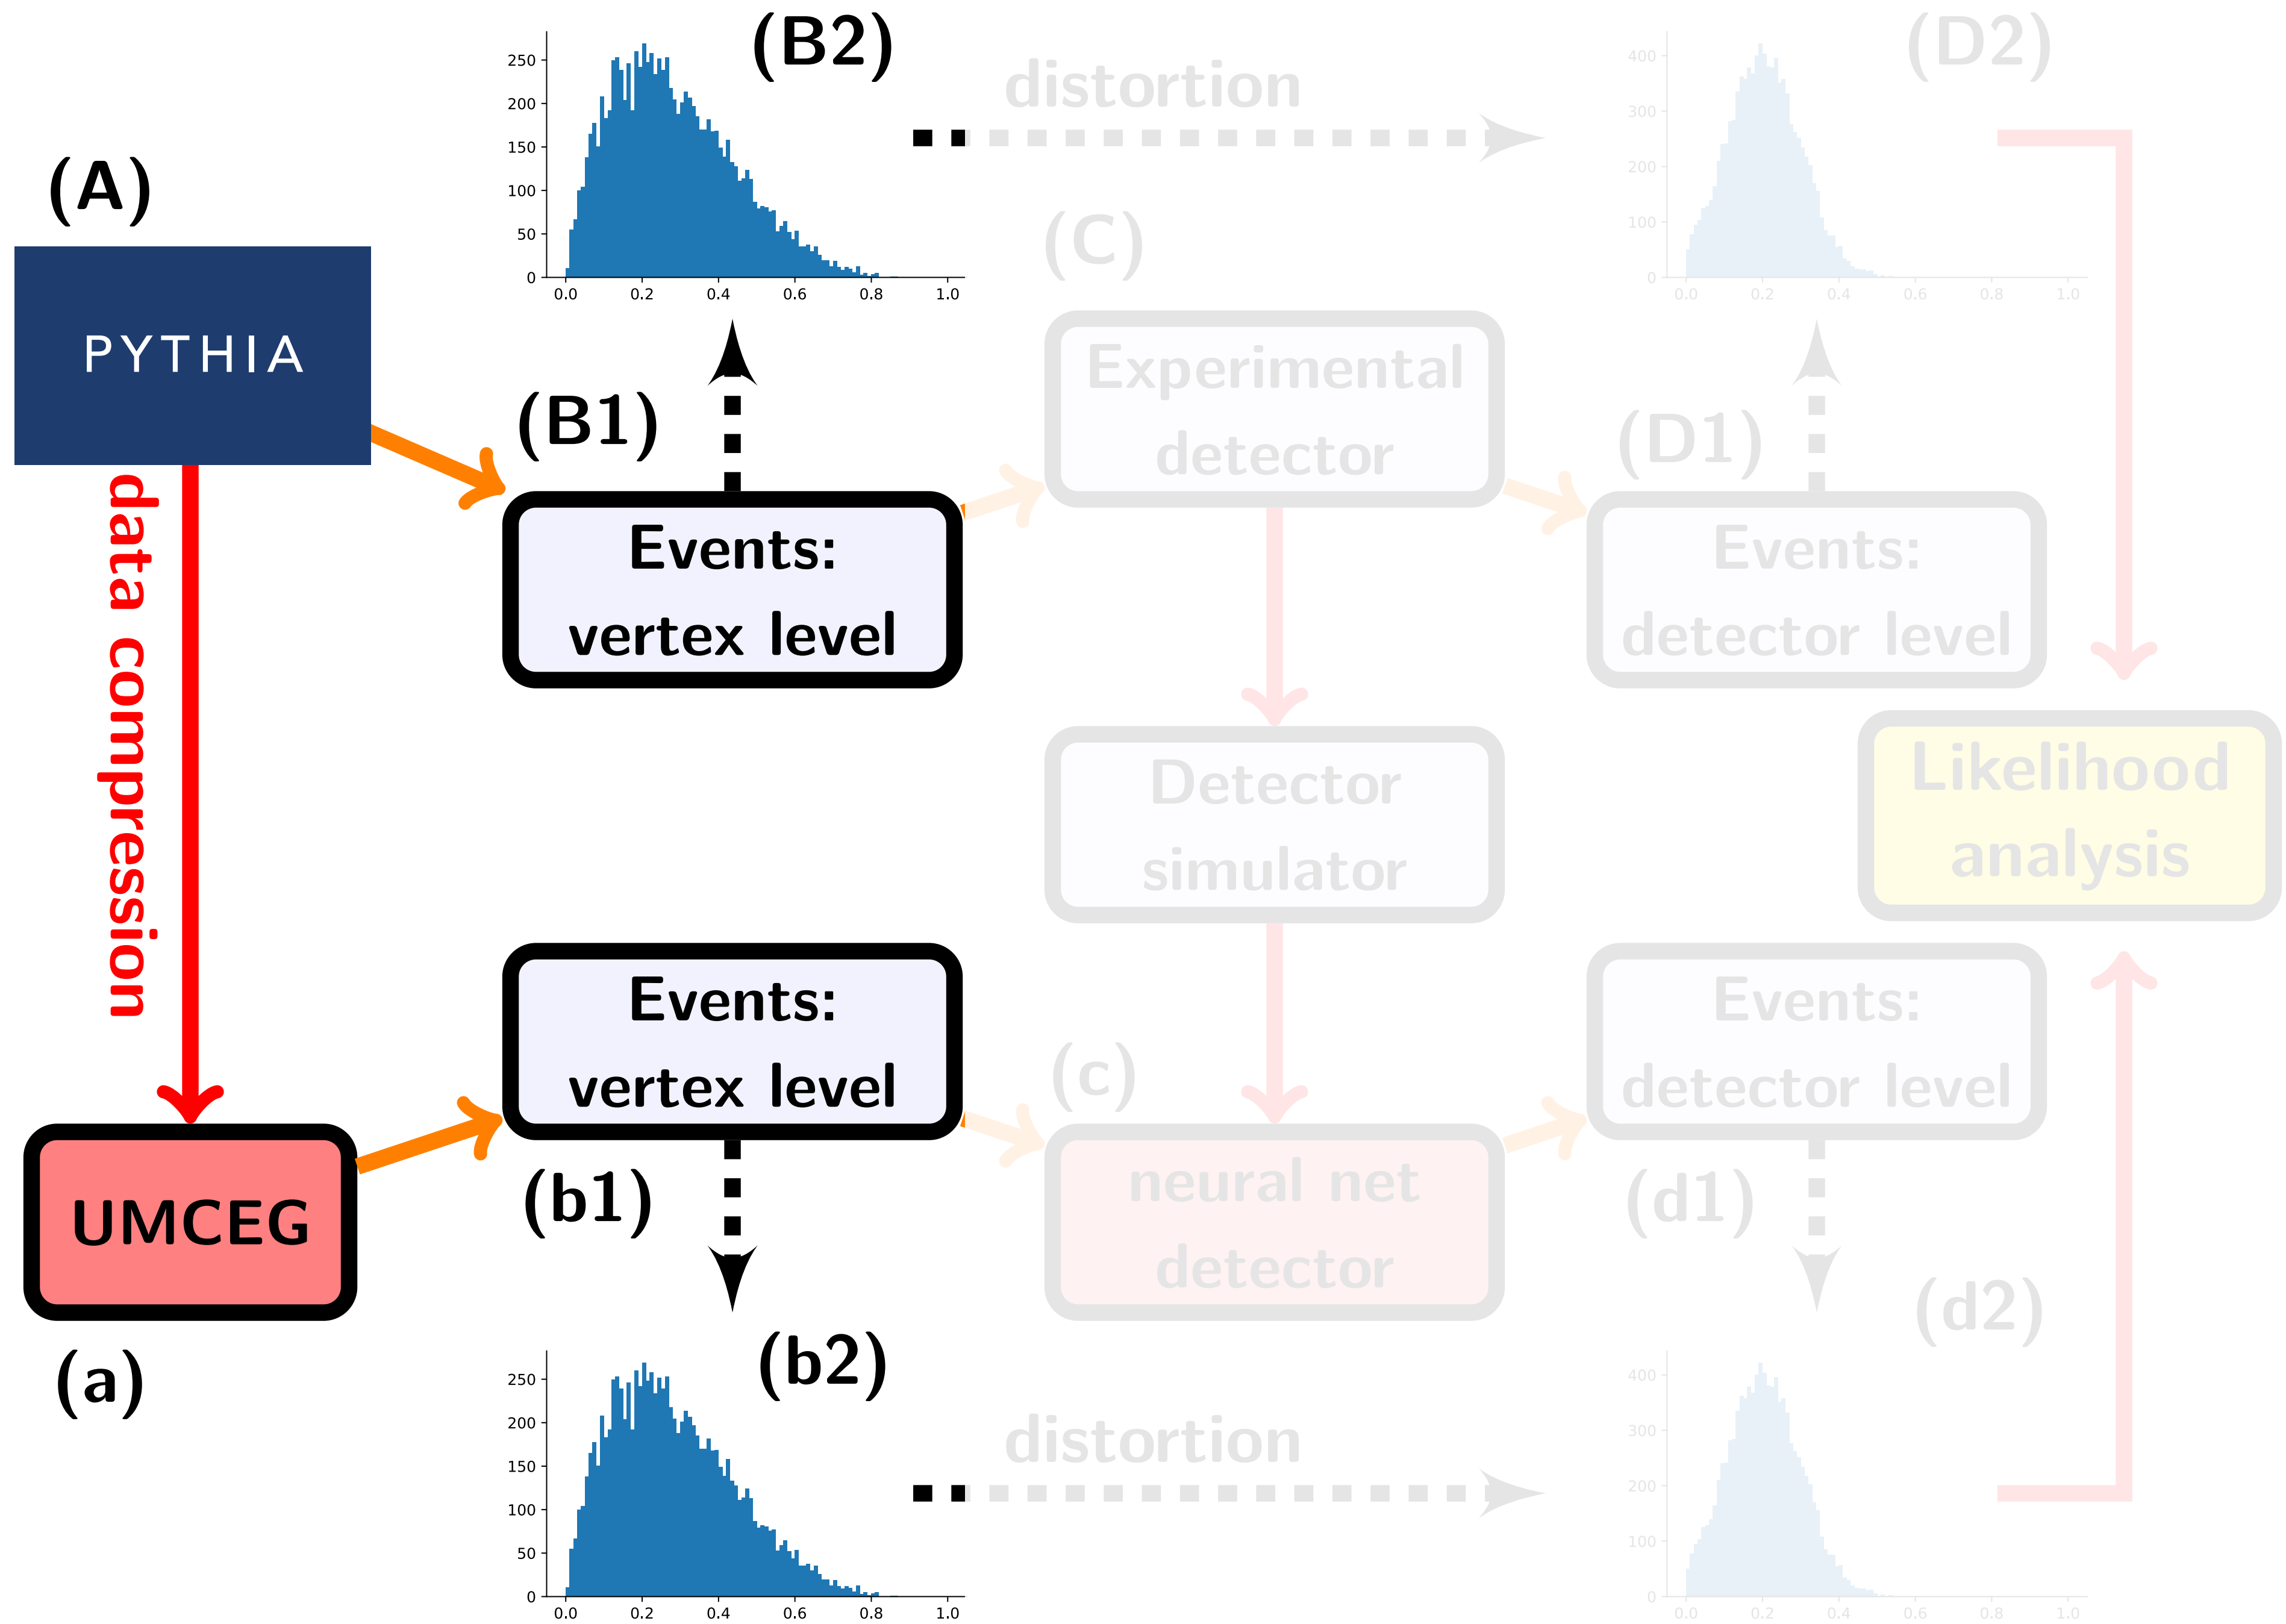 (B2)
(D2)
250
200
150
100
50
0
0.0 0.2 0.4 0.6 0.8 1.0
distortion
400
300
200
100
0
0.0 0.2 0.4 0.6 0.8 1.0
(A)
PYTHIA
(C)
(B1)
Experimental
detector
(D1)
data compression
Events:
vertex level
Events:
detector level
Detector
simulator
Likelihood
analysis
Events:
vertex level
(c)
Events:
detector level
UMCEG
(b1)
neural net
detector
(d1)
(a)
(b2)
(d2)
250
200
150
100
50
0
0.0 0.2 0.4 0.6 0.8 1.0
distortion
400
300
200
100
0
0.0 0.2 0.4 0.6 0.8 1.0